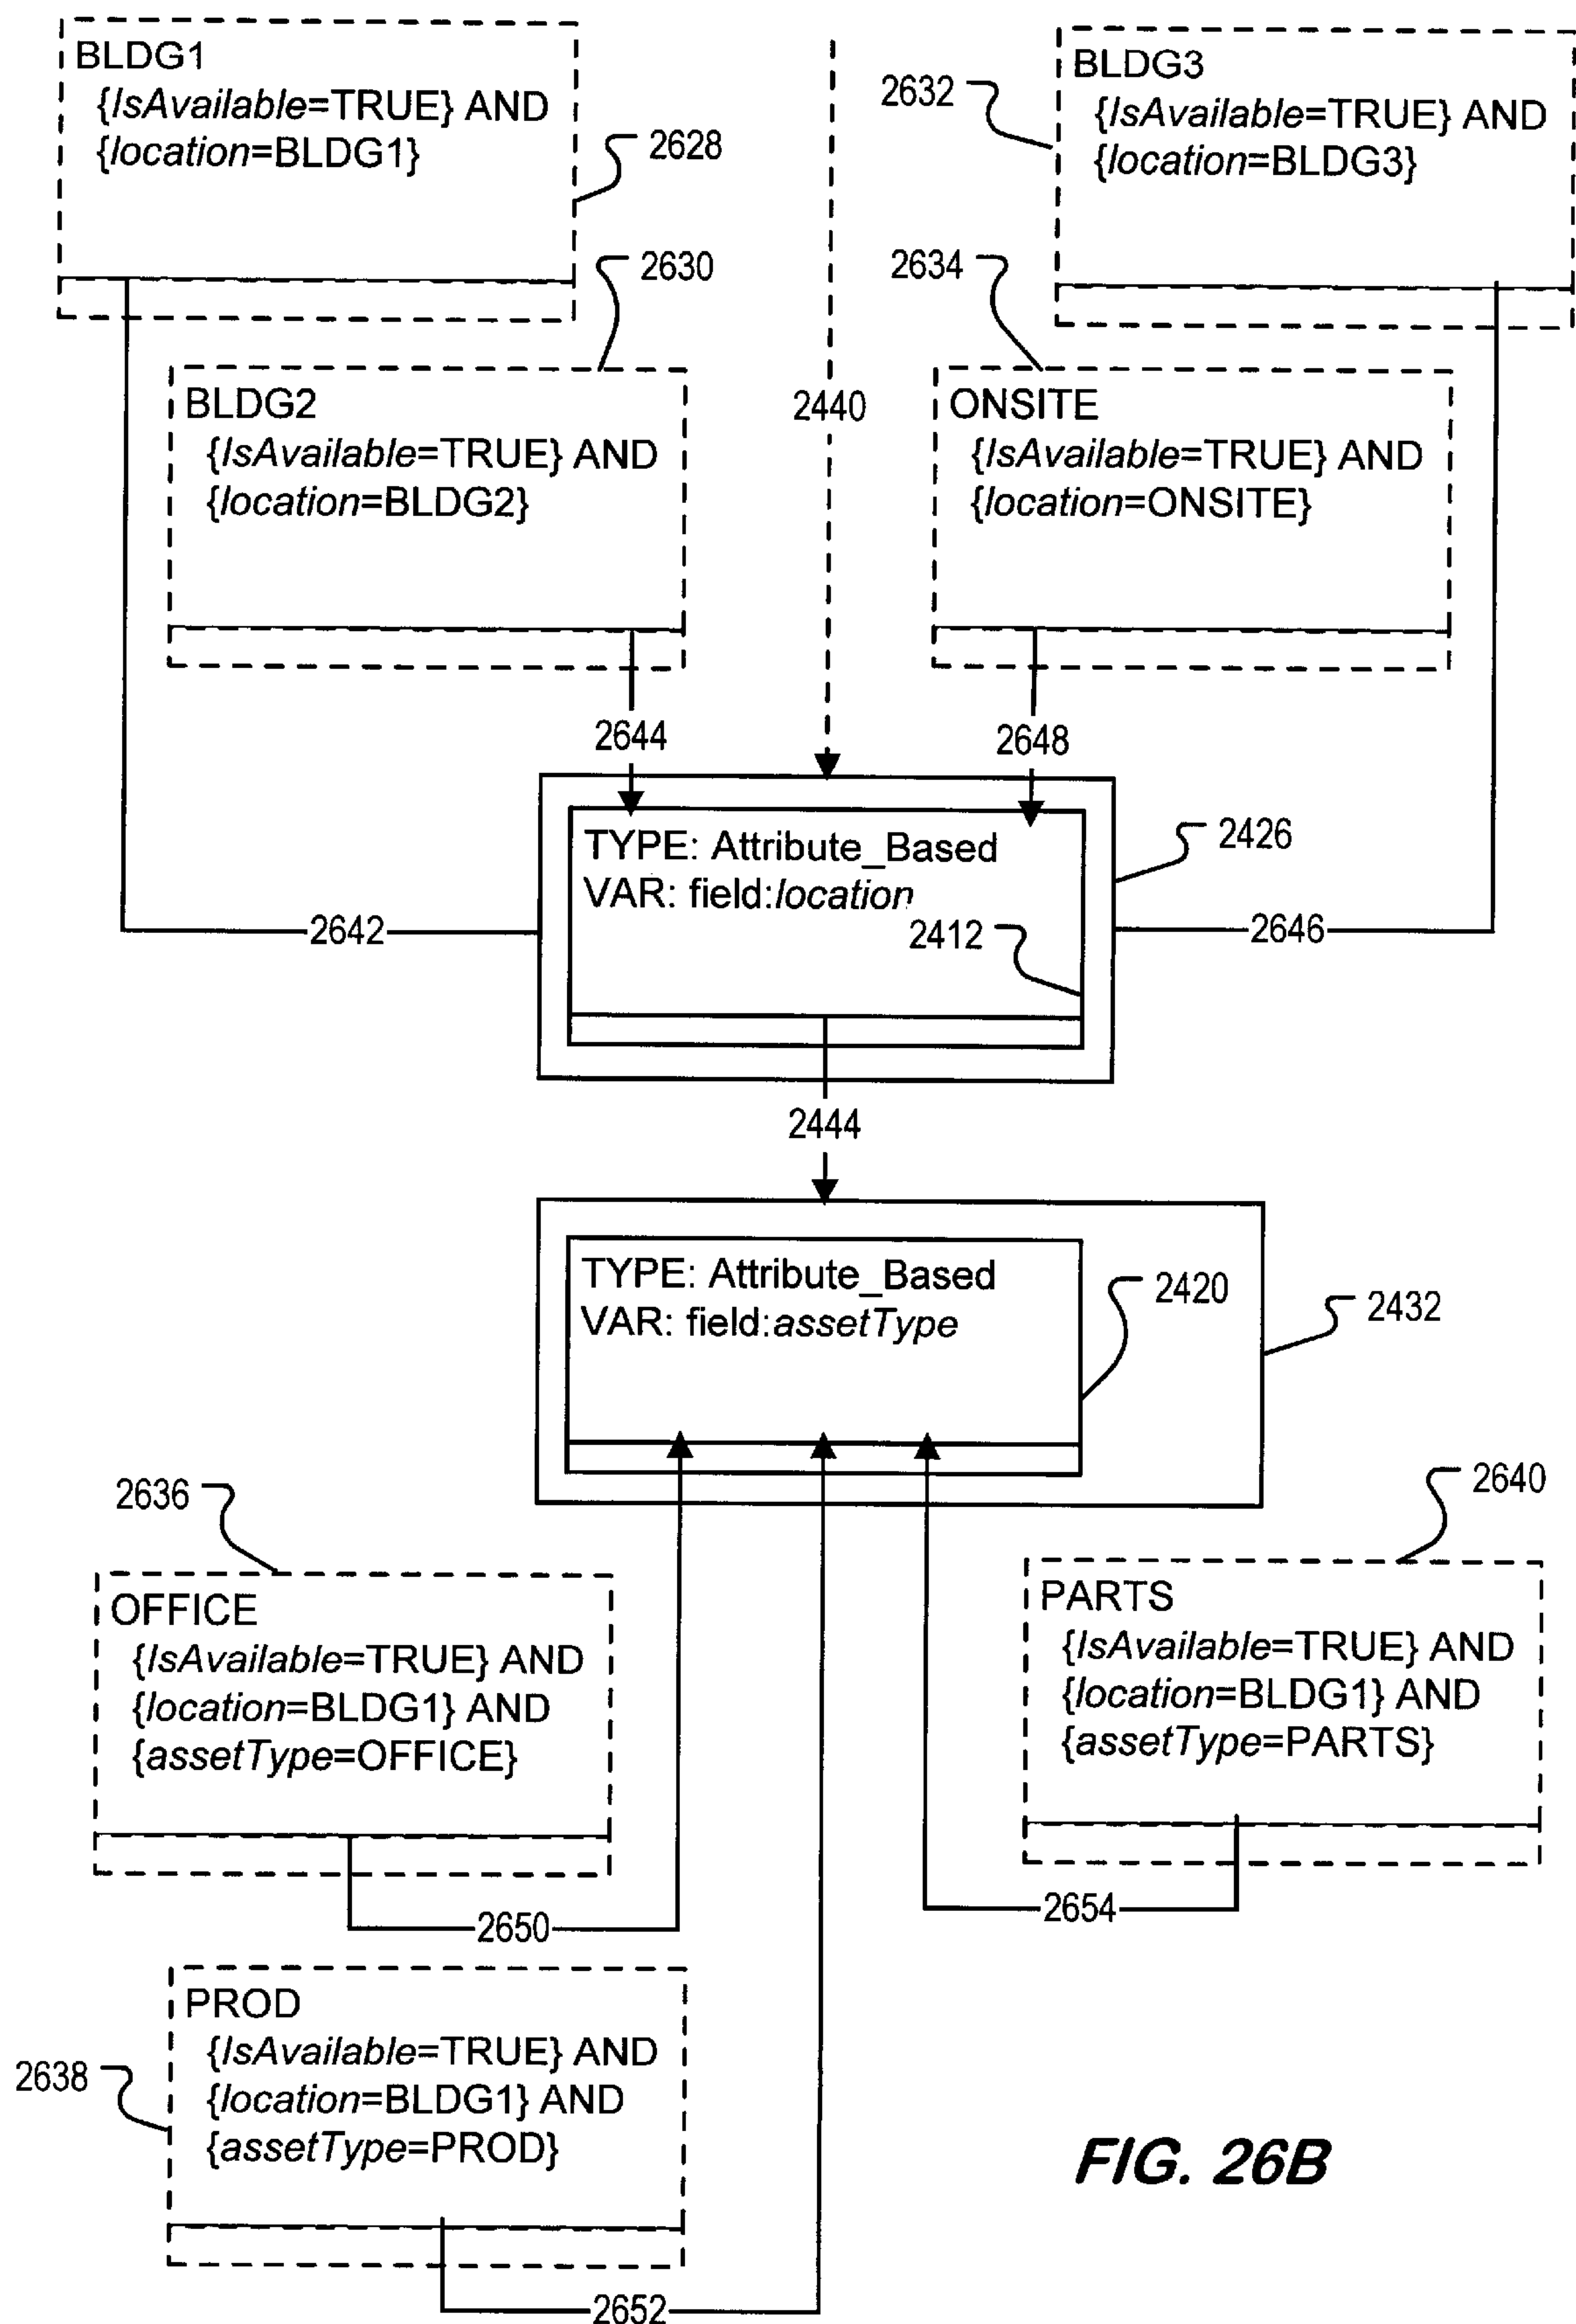 BLDG1
{IsAvailable=TRUE} AND
{location=BLDG1}
2628
BLDG3
{IsAvailable=TRUE} AND
{location=BLDG3}
2632
2630
2634
BLDG2
{IsAvailable=TRUE} AND
{location=BLDG2}
2440
ONSITE
{IsAvailable=TRUE} AND
{location=ONSITE}
2644
2648
TYPE: Attribute_Based
VAR: field:location
2412
2426
2642
2646
2444
TYPE: Attribute_Based
VAR: field:assetType
2420
2432
2636
2640
OFFICE
{IsAvailable=TRUE} AND
{location=BLDG1} AND
{assetType=OFFICE}
PARTS
{IsAvailable=TRUE} AND
{location=BLDG1} AND
{assetType=PARTS}
2650
2654
PROD
{IsAvailable=TRUE} AND
{location=BLDG1} AND
{assetType=PROD}
2638
2652
FIG. 26B